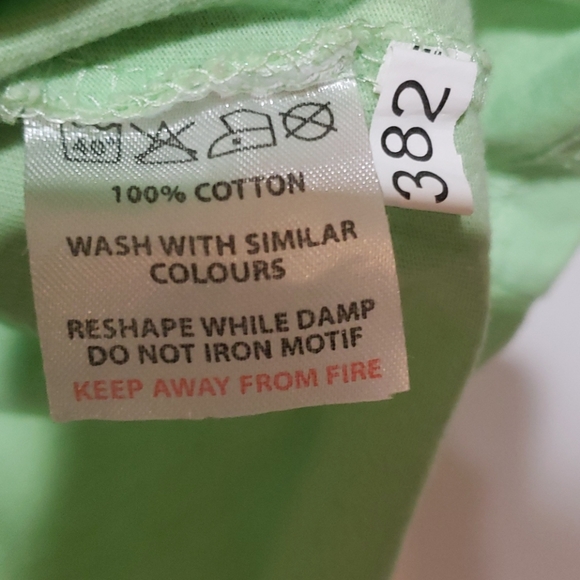 40°
100% COTTON
WASH WITH SIMILAR
COLOURS
RESHAPE WHILE DAMP
DO NOT IRON MOTIF
KEEP AWAY FROM FIRE
382